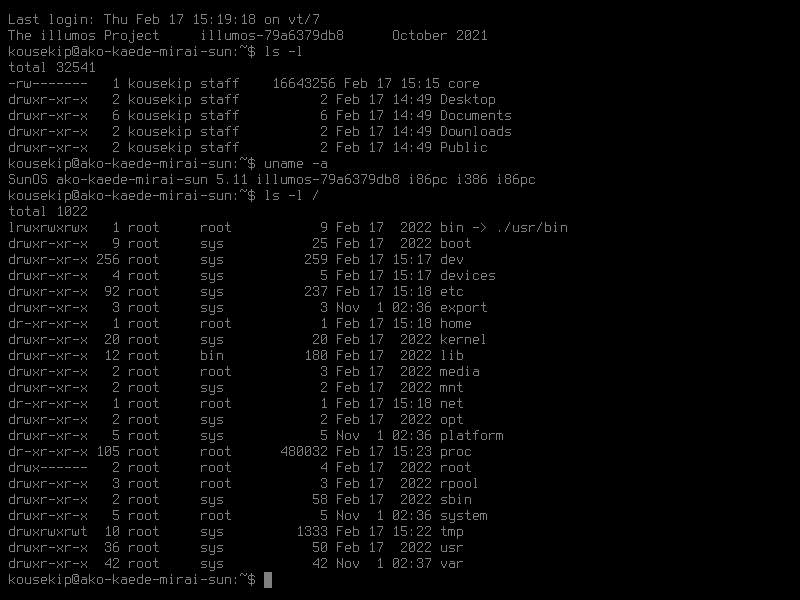 Last login: Thu Feb 17 15:19:18 on vt/7
The illumos Project     illumos-79a6379db8      October 2021
kousekip@ako-kaede-mirai-sun:~$ ls -l
total 32541
-rw-------   1 kousekip staff    16643256 Feb 17 15:15 core
drwxr-xr-x   2 kousekip staff          2 Feb 17 14:49 Desktop
drwxr-xr-x   6 kousekip staff          6 Feb 17 14:49 Documents
drwxr-xr-x   2 kousekip staff          2 Feb 17 14:49 Downloads
drwxr-xr-x   2 kousekip staff          2 Feb 17 14:49 Public
kousekip@ako-kaede-mirai-sun:~$ uname -a
SunOS ako-kaede-mirai-sun 5.11 illumos-79a6379db8 i86pc i386 i86pc
kousekip@ako-kaede-mirai-sun:~$ ls -l /
total 1022
lrwxrwxrwx   1 root     root           9 Feb 17  2022 bin -> ./usr/bin
drwxr-xr-x   9 root     sys           25 Feb 17  2022 boot
drwxr-xr-x 256 root     sys          259 Feb 17 15:17 dev
drwxr-xr-x   4 root     sys            5 Feb 17 15:17 devices
drwxr-xr-x  92 root     sys          237 Feb 17 15:18 etc
drwxr-xr-x   3 root     sys            3 Nov  1 02:36 export
dr-xr-xr-x   1 root     root           1 Feb 17 15:18 home
drwxr-xr-x  20 root     sys           20 Feb 17  2022 kernel
drwxr-xr-x  12 root     bin          180 Feb 17  2022 lib
drwxr-xr-x   2 root     root           3 Feb 17  2022 media
drwxr-xr-x   2 root     sys            2 Feb 17  2022 mnt
dr-xr-xr-x   1 root     root           1 Feb 17 15:18 net
drwxr-xr-x   2 root     sys            2 Feb 17  2022 opt
drwxr-xr-x   5 root     sys            5 Nov  1 02:36 platform
dr-xr-xr-x 105 root     root      480032 Feb 17 15:23 proc
drwx------   2 root     root           4 Feb 17  2022 root
drwxr-xr-x   3 root     root           3 Feb 17  2022 rpool
drwxr-xr-x   2 root     sys           58 Feb 17  2022 sbin
drwxr-xr-x   5 root     root           5 Nov  1 02:36 system
drwxrwxrwt  10 root     sys         1333 Feb 17 15:22 tmp
drwxr-xr-x  36 root     sys           50 Feb 17  2022 usr
drwxr-xr-x  42 root     sys           42 Nov  1 02:37 var
kousekip@ako-kaede-mirai-sun:~$